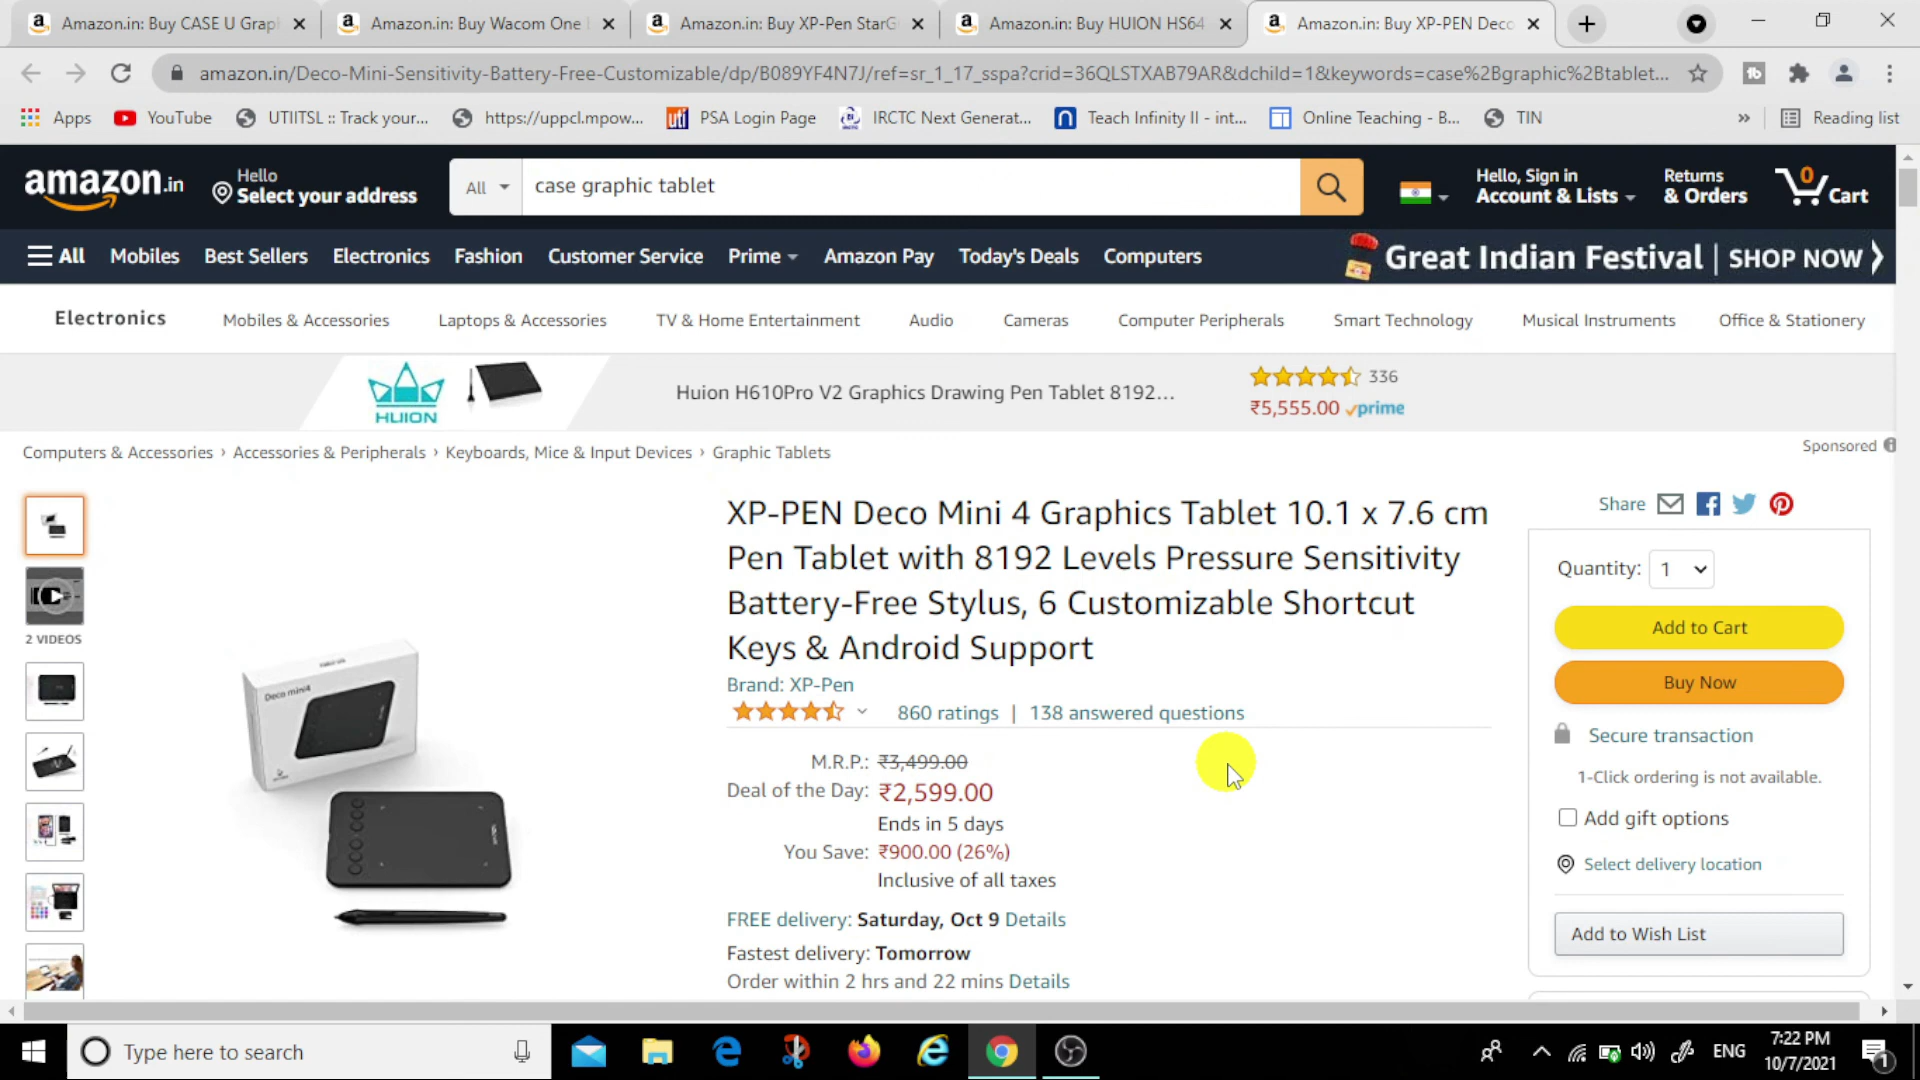 Amazon.in: Buy CASE U Grap
Amazon.in: Buy Wacom One
Amazon.in: Buy XP-Pen StarG
Amazon.in: Buy HUION HS64
Amazon.in: Buy XP-PEN Deco
amazon.in/Deco-Mini-Sensitivity-Battery-Free-Customizable/dp/B089YF4N7J/ref=sr_1_17_sspa?crid=36QLSTXAB79AR&dchild=1&keywords=case%2Bgraphic%2Btablet...
Apps
YouTube
UTIITSL :: Track your...
https://uppcl.mpow...
PSA Login Page
IRCTC Next Generat...
Teach Infinity II - int...
Online Teaching - B...
TIN
»
Reading list
amazon.in
Hello
Select your address
All
case graphic tablet
Hello, Sign in
Account & Lists
Returns
& Orders
0
Cart
All
Mobiles
Best Sellers
Electronics
Fashion
Customer Service
Prime
Amazon Pay
Today's Deals
Computers
Great Indian Festival | SHOP NOW
Electronics
Mobiles & Accessories
Laptops & Accessories
TV & Home Entertainment
Audio
Cameras
Computer Peripherals
Smart Technology
Musical Instruments
Office & Stationery
HUION
Huion H610Pro V2 Graphics Drawing Pen Tablet 8192...
336
₹5,555.00 prime
Computers & Accessories › Accessories & Peripherals › Keyboards, Mice & Input Devices › Graphic Tablets
Sponsored
2 VIDEOS
Deco mini4
XP-PEN Deco Mini 4 Graphics Tablet 10.1 x 7.6 cm
Pen Tablet with 8192 Levels Pressure Sensitivity
Battery-Free Stylus, 6 Customizable Shortcut
Keys & Android Support
Brand: XP-Pen
860 ratings | 138 answered questions
M.R.P.: ₹3,499.00
Deal of the Day: ₹2,599.00
Ends in 5 days
You Save: ₹900.00 (26%)
Inclusive of all taxes
FREE delivery: Saturday, Oct 9 Details
Fastest delivery: Tomorrow
Order within 2 hrs and 22 mins Details
Share
Quantity: 1
Add to Cart
Buy Now
Secure transaction
1-Click ordering is not available.
Add gift options
Select delivery location
Add to Wish List
Type here to search
ENG
7:22 PM
10/7/2021
1